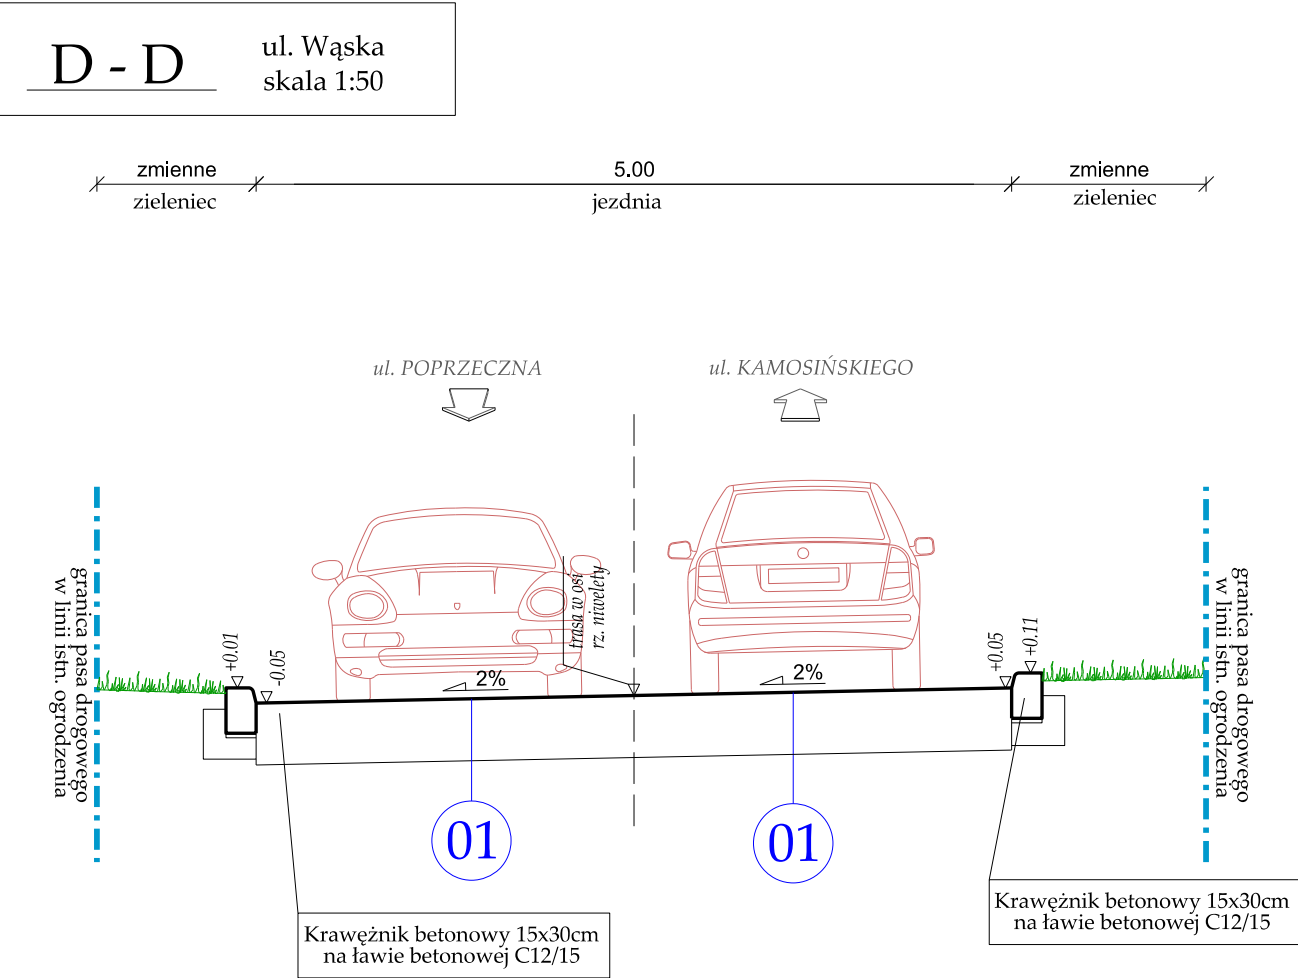 D - D
ul. Wąska
skala 1:50
zmienne
5.00
zmienne
zieleniec
jezdnia
zieleniec
ul. POPRZECZNA
ul. KAMOSIŃSKIEGO
granica pasa drogowego
w linii istn. ogrodzenia
+0.01
-0.05
trasa w osi
rz. niwelety
2%
2%
+0.05
+0.11
granica pasa drogowego
w linii istn. ogrodzenia
01
01
Krawężnik betonowy 15x30cm
na ławie betonowej C12/15
Krawężnik betonowy 15x30cm
na ławie betonowej C12/15